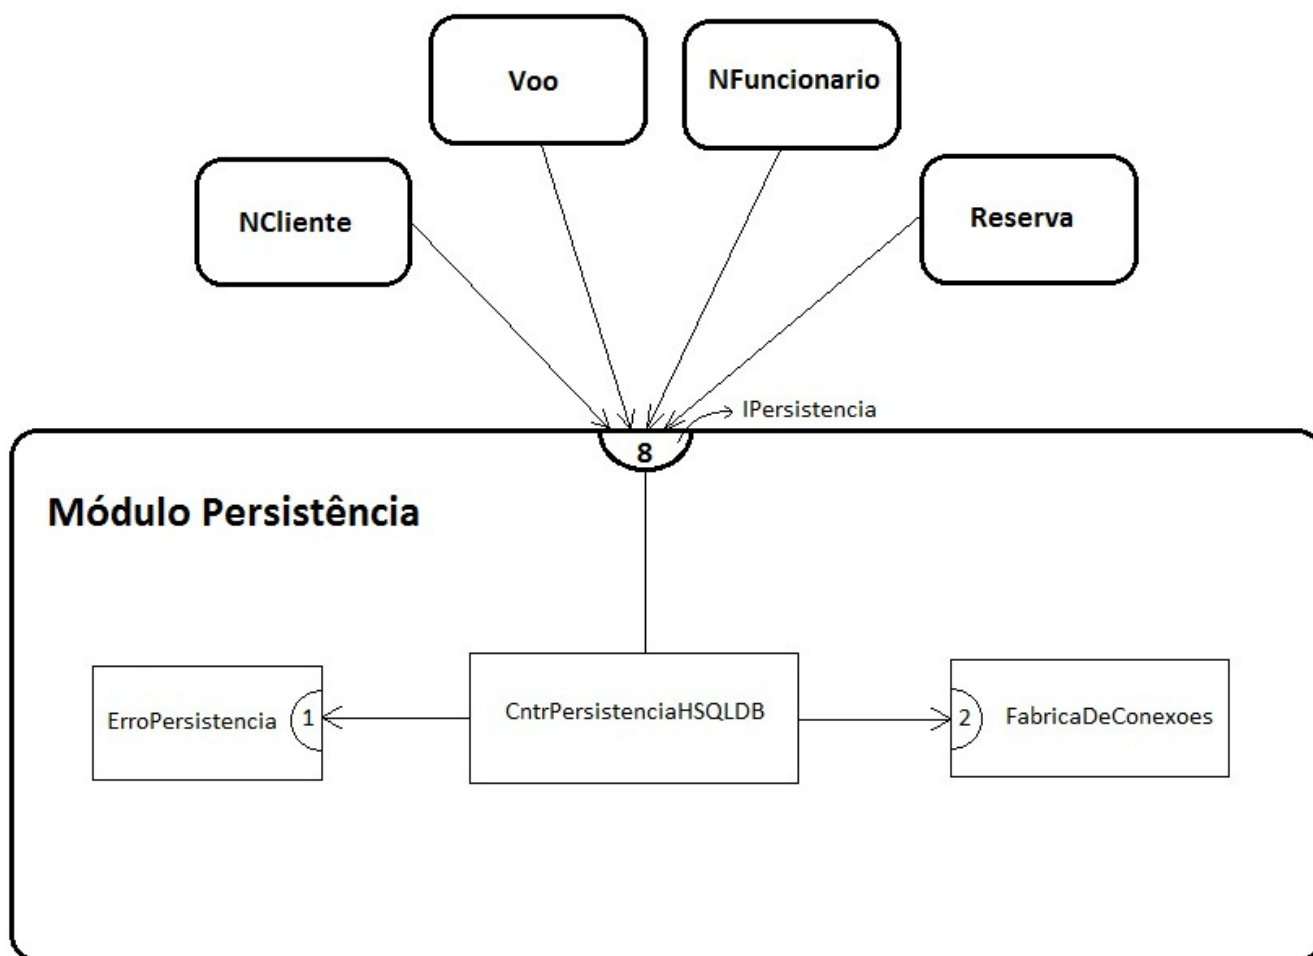 Voo
NFuncionario
NCliente
Reserva
IPersistencia
8
Módulo Persistência
ErroPersistencia
1
CntrPersistenciaHSQLDB
2
FabricaDeConexoes